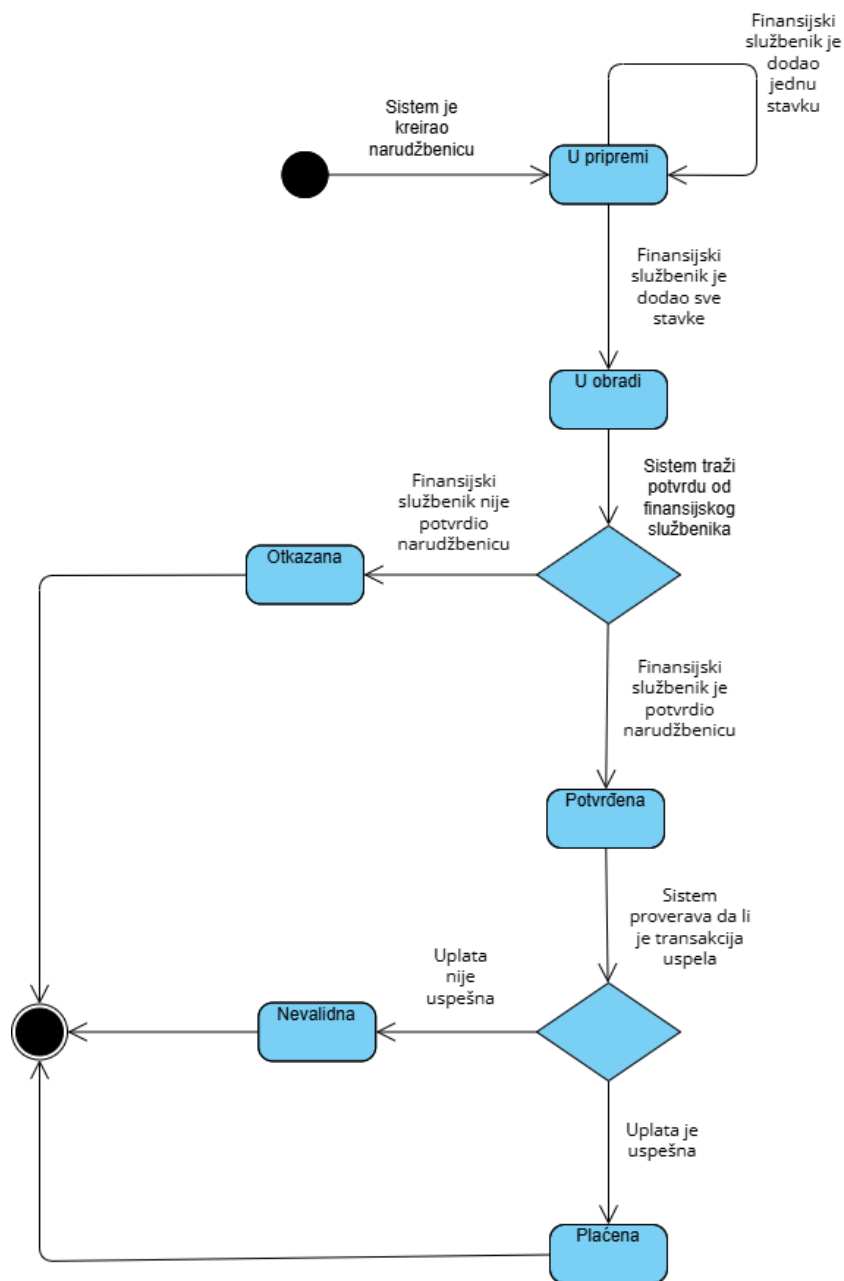 Finansijski
službenik je
dodao
jednu
stavku
Sistem je
kreirao
narudžbenicu
U pripremi
Finansijski
službenik je
dodao sve
stavke
U obradi
Sistem traži
potvrdu od
finansijskog
službenika
Finansijski
službenik nije
potvrdio
narudžbenicu
Otkazana
Finansijski
službenik je
potvrdio
narudžbenicu
Potvrđena
Sistem
proverava da li
je transakcija
uspela
Uplata
nije
uspešna
Nevalidna
Uplata je
uspešna
Plaćena